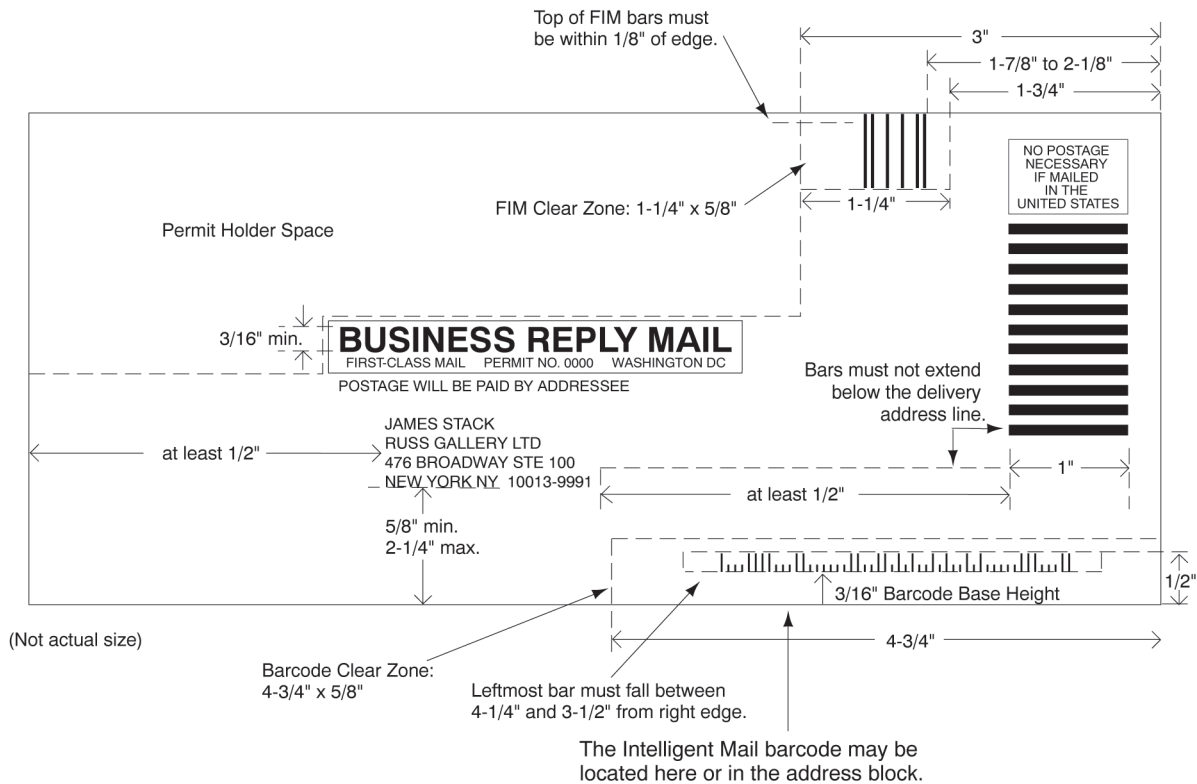 Top of FIM bars must
be within 1/8" of edge.
3"
1-7/8" to 2-1/8"
1-3/4"
NO POSTAGE
NECESSARY
IF MAILED
IN THE
UNITED STATES
FIM Clear Zone: 1-1/4" x 5/8"
1-1/4"
Permit Holder Space
3/16" min.
BUSINESS REPLY MAIL
FIRST-CLASS MAIL PERMIT NO. 0000 WASHINGTON DC
POSTAGE WILL BE PAID BY ADDRESSEE
Bars must not extend
below the delivery
address line.
JAMES STACK
RUSS GALLERY LTD
476 BROADWAY STE 100
NEW YORK NY 10013-9991
at least 1/2"
1"
at least 1/2"
5/8" min.
2-1/4" max.
1/2"
3/16" Barcode Base Height
(Not actual size)
4-3/4"
Barcode Clear Zone:
4-3/4" x 5/8"
Leftmost bar must fall between
4-1/4" and 3-1/2" from right edge.
The Intelligent Mail barcode may be
located here or in the address block.